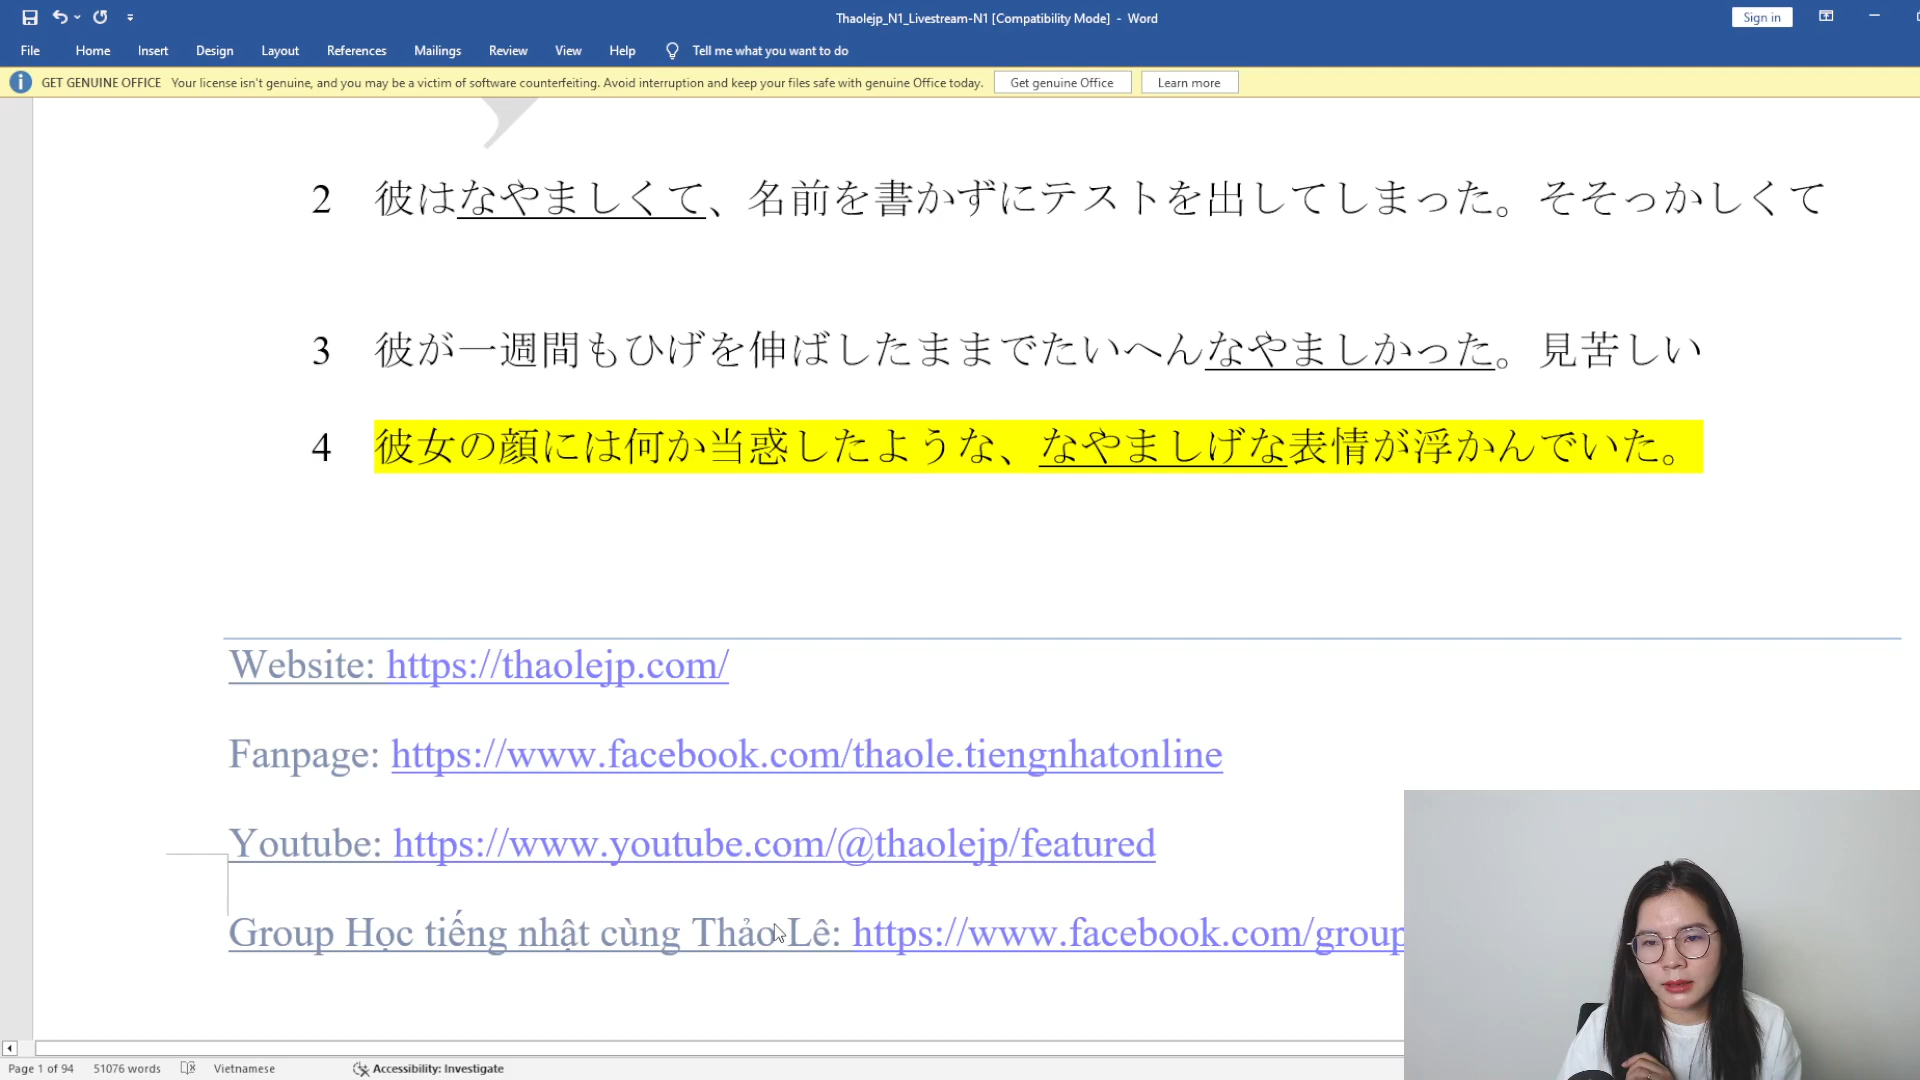 Thaolejp_N1_Livestream-N1 [Compatibility Mode] - Word
Sign in
File Home Insert Design Layout References Mailings Review View Help Tell me what you want to do
GET GENUINE OFFICE Your license isn't genuine, and you may be a victim of software counterfeiting. Avoid interruption and keep your files safe with genuine Office today. Get genuine Office Learn more
2 彼はなやましくて、名前を書かずにテストを出してしまった。そそっかしくて
3 彼が一週間もひげを伸ばしたままでたいへんなやましかった。見苦しい
4 彼女の顔には何か当惑したような、なやましげな表情が浮かんでいた。
Website: https://thaolejp.com/
Fanpage: https://www.facebook.com/thaole.tiengnhatonline
Youtube: https://www.youtube.com/@thaolejp/featured
Group Học tiếng nhật cùng Thảo Lê: https://www.facebook.com/group
Page 1 of 94 51076 words Vietnamese Accessibility: Investigate